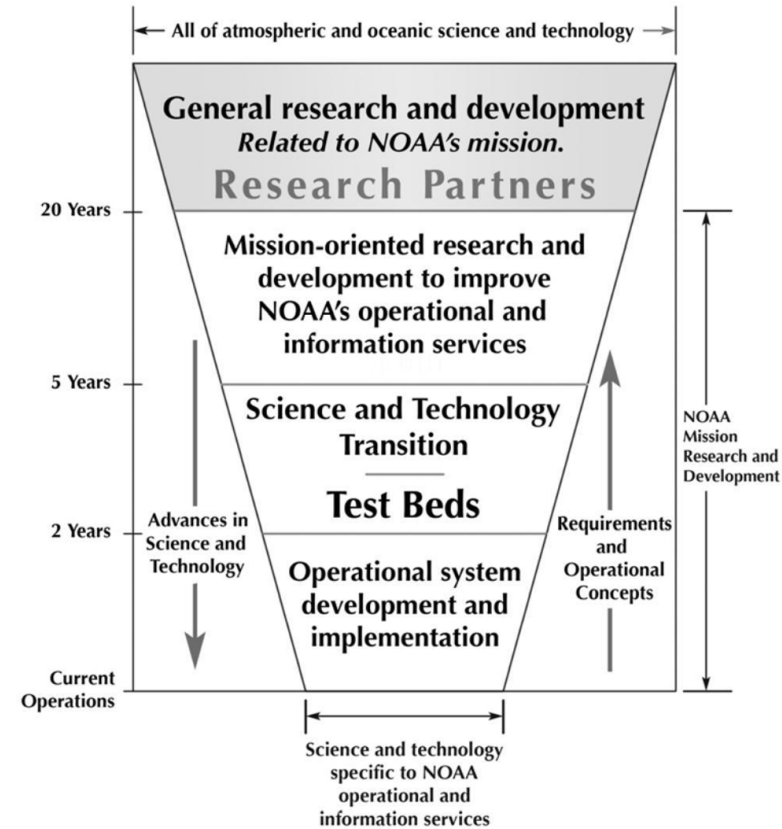 All of atmospheric and oceanic science and technology
General research and development
Related to NOAA's mission.
Research Partners
20 Years
Mission-oriented research and
development to improve
NOAA's operational and
information services
5 Years
Science and Technology
Transition
Test Beds
2 Years
Operational system
development and
implementation
Advances in
Science and
Technology
Requirements
and
Operational
Concepts
NOAA
Mission
Research and
Development
Current
Operations
Science and technology
specific to NOAA
operational and
information services